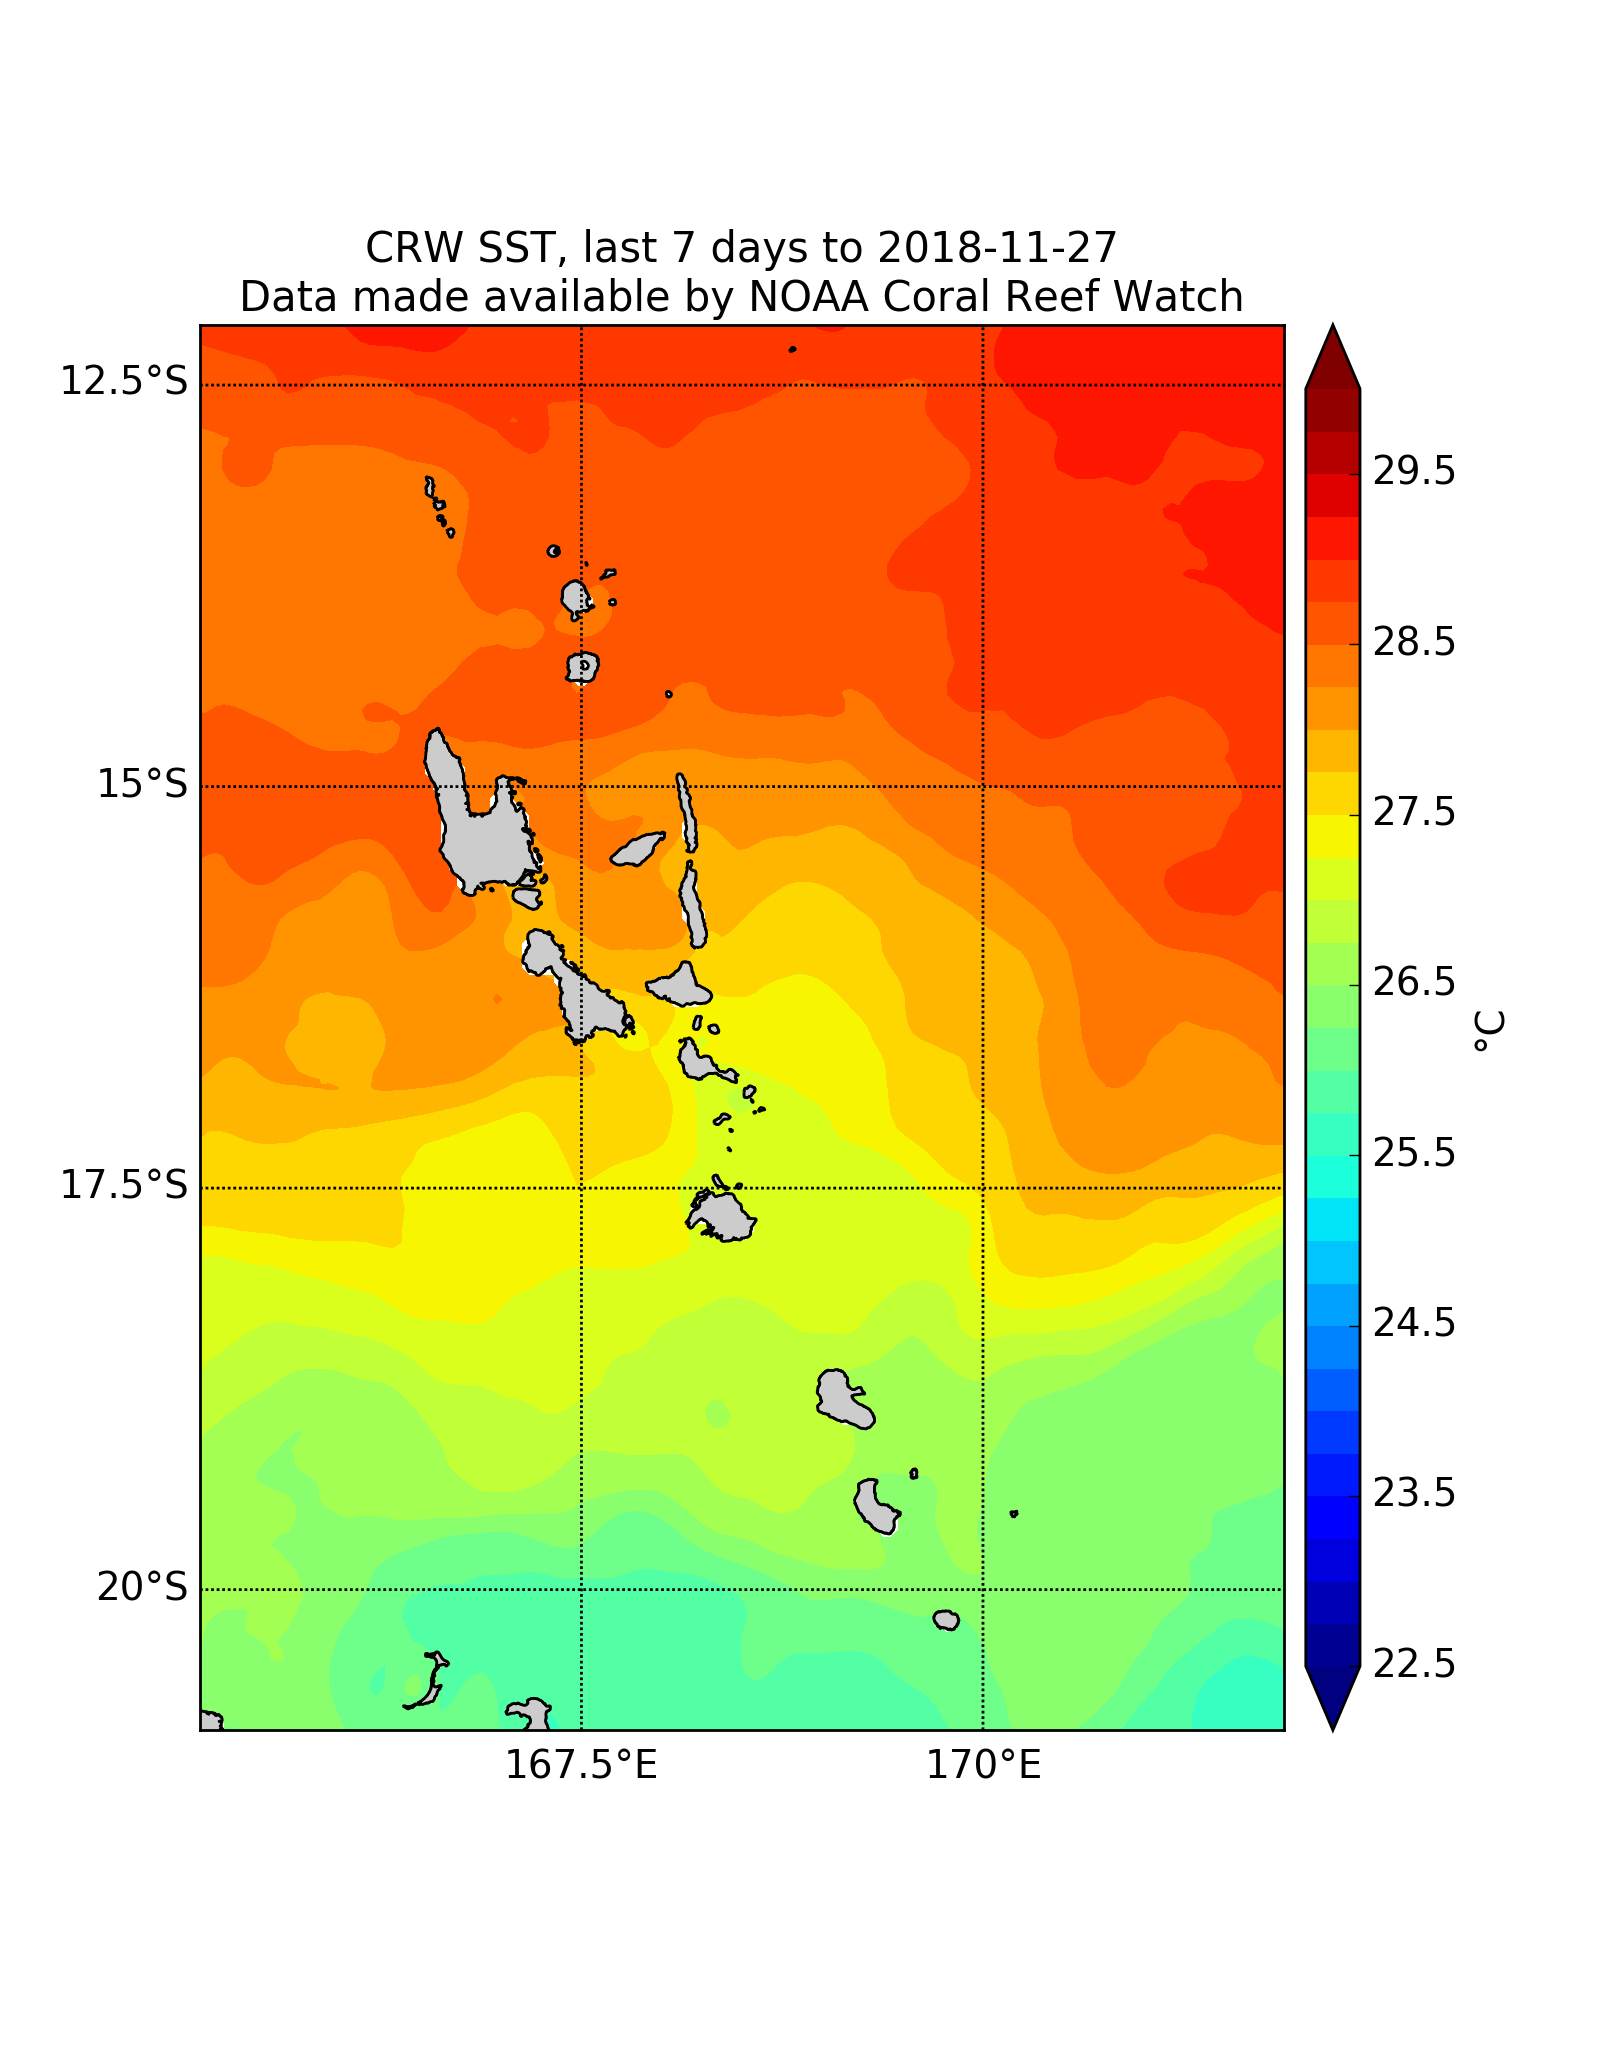 CRW SST, last 7 days to 2018-11-27
Data made available by NOAA Coral Reef Watch
12.5°S
15°S
17.5°S
20°S
167.5°E
170°E
29.5
28.5
27.5
26.5
25.5
24.5
23.5
22.5
°C